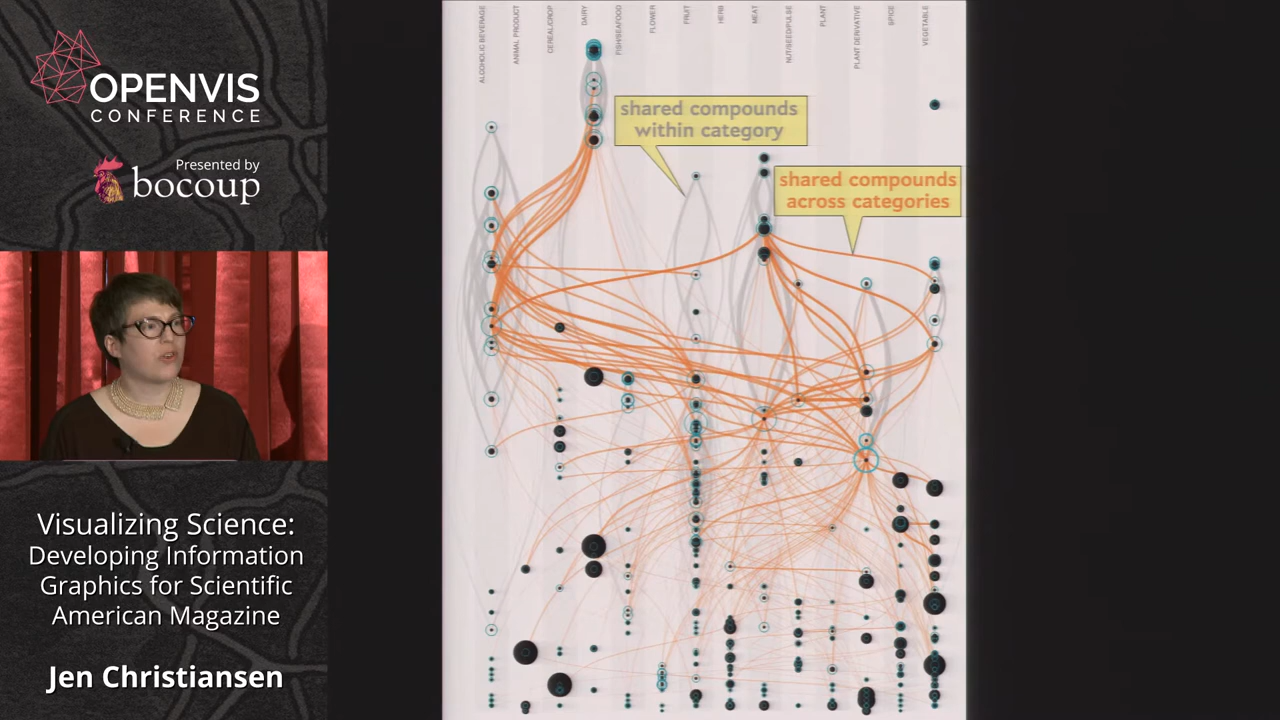 OPENVIS
CONFERENCE
Presented by
bocoup
Visualizing Science:
Developing Information
Graphics for Scientific
American Magazine
Jen Christiansen
ALCOHOLIC BEVERAGE
ANIMAL PRODUCT
CEREAL/CROP
DAIRY
FISH/SEAFOOD
FLOWER
FRUIT
HERB
MEAT
NUT/SEED/PULSE
PLANT
PLANT DERIVATIVE
SPICE
VEGETABLE
shared compounds
within category
shared compounds
across categories